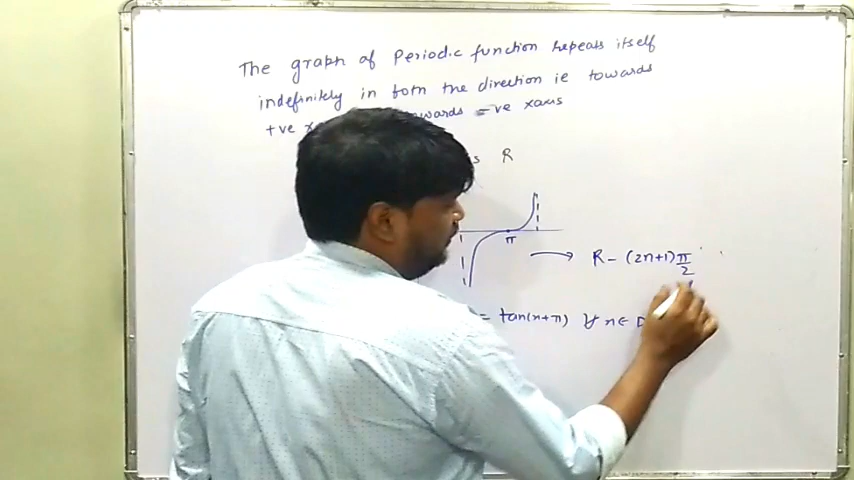 The graph of Periodic function repeats itself
indefinitely in both the direction ie towards
+ve wards -ve xaxis
s R
π
R - (2n+1)π/2
= tan(x+π) ∀ x ∈ D